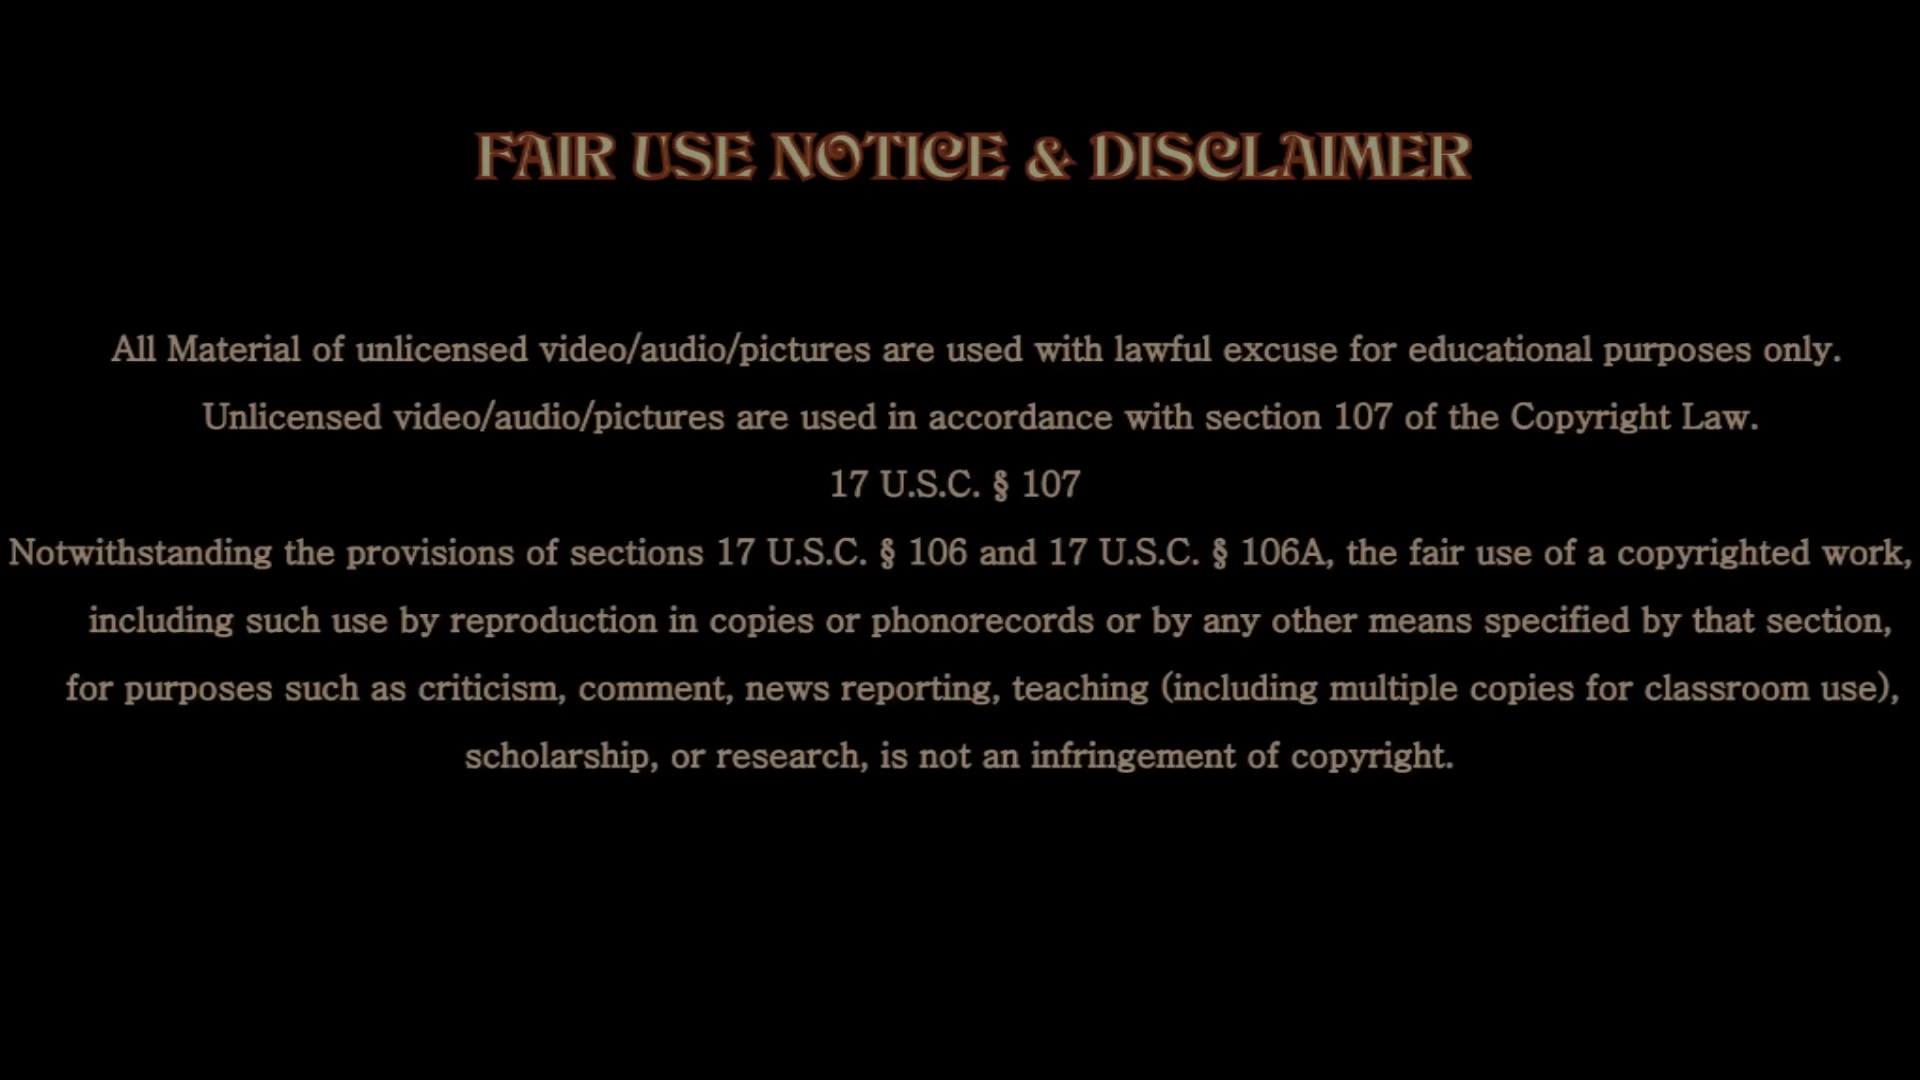 FAIR USE NOTICE & DISCLAIMER
All Material of unlicensed video/audio/pictures are used with lawful excuse for educational purposes only.
Unlicensed video/audio/pictures are used in accordance with section 107 of the Copyright Law.
17 U.S.C. § 107
Notwithstanding the provisions of sections 17 U.S.C. § 106 and 17 U.S.C. § 106A, the fair use of a copyrighted work,
including such use by reproduction in copies or phonorecords or by any other means specified by that section,
for purposes such as criticism, comment, news reporting, teaching (including multiple copies for classroom use),
scholarship, or research, is not an infringement of copyright.